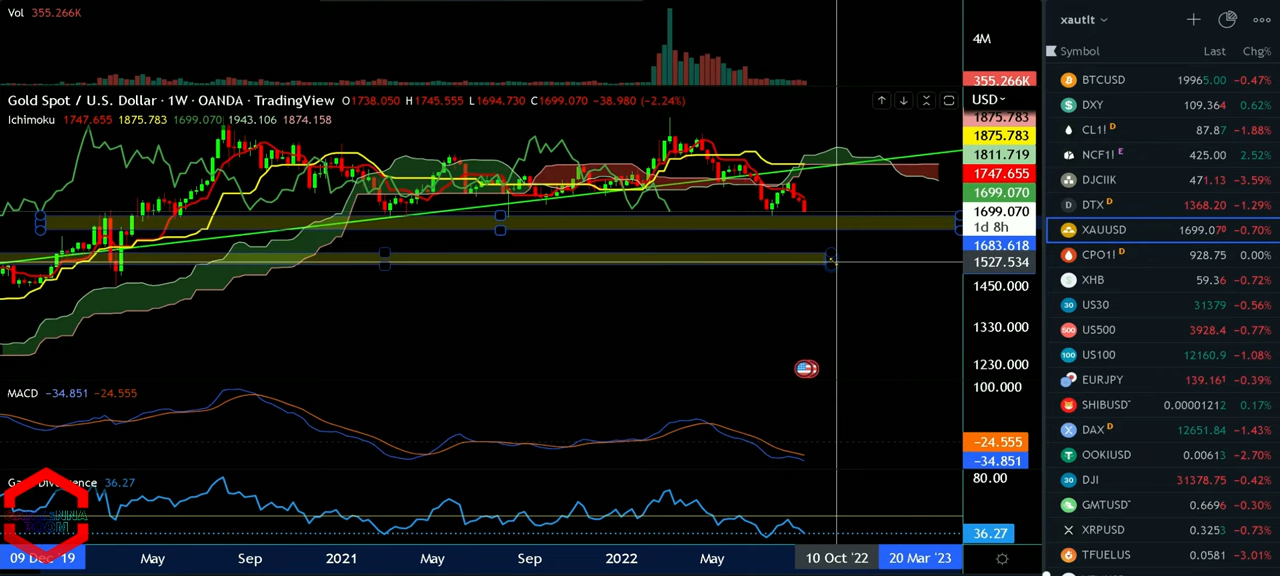 Vol 355.266K
4M
355.266K
Gold Spot / U.S. Dollar · 1W · OANDA · TradingView O1738.050 H1745.555 L1694.730 C1699.070 −38.980 (−2.24%)
USD
Ichimoku 1747.655 1875.783 1699.070 1943.106 1874.158
1875.783
1875.783
1811.719
1747.655
1699.070
1699.070
1d 8h
1683.618
1527.534
1450.000
1330.000
1230.000
100.000
MACD −34.851 −24.555
−24.555
−34.851
80.00
36.27
36.27
09 Dec '19 May Sep 2021 May Sep 2022 May 10 Oct '22 20 Mar '23
xautlt
Symbol Last Chg%
BTCUSD 19965.00 −0.47%
DXY 109.364 0.62%
CL1! D 87.87 −1.88%
NCF1! E 425.00 2.52%
DJCIIK 471.13 −3.59%
D DTX D 1368.20 −1.29%
XAUUSD 1699.070 −0.70%
CPO1! D 928.75 0.00%
XHB 59.36 −0.72%
30 US30 31379 −0.56%
500 US500 3928.4 −0.77%
100 US100 12160.9 −1.08%
EURJPY 139.161 −0.39%
SHIBUSD 0.00001212 0.17%
DAX D 12651.84 −1.43%
OOKIUSD 0.00613 −2.70%
30 DJI 31378.75 −0.42%
GMTUSD 0.6696 −0.30%
XRPUSD 0.3253 −0.73%
TFUELUS 0.0581 −3.01%